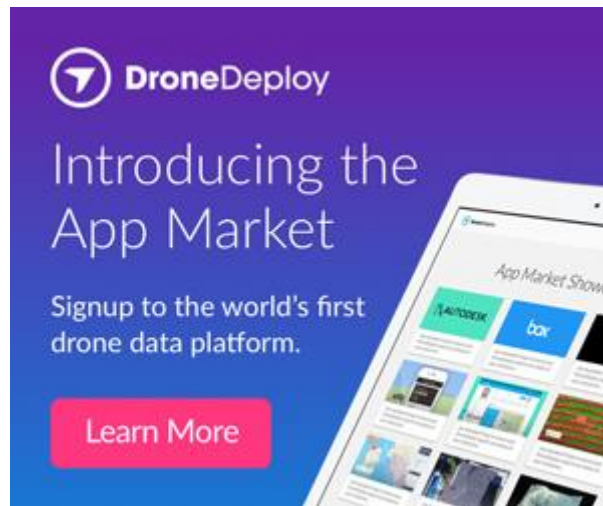 DroneDeploy
Introducing the
App Market
Signup to the world's first
drone data platform.
Learn More
App Market Show
AUTODESK
box